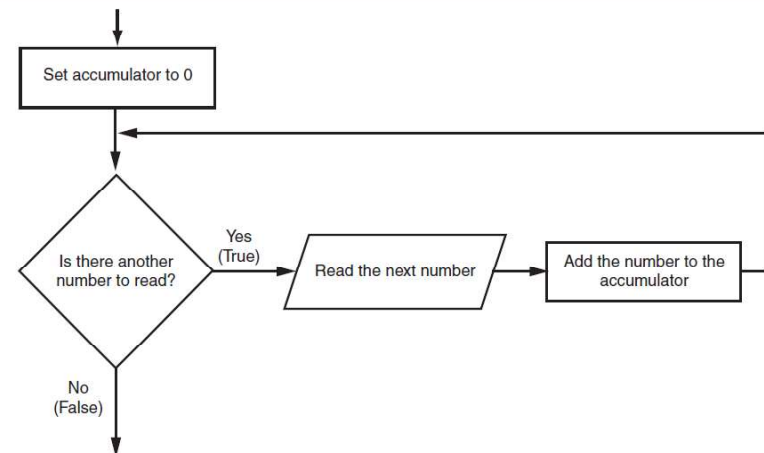 Set accumulator to 0
Is there another
number to read?
Yes
(True)
Read the next number
Add the number to the
accumulator
No
(False)